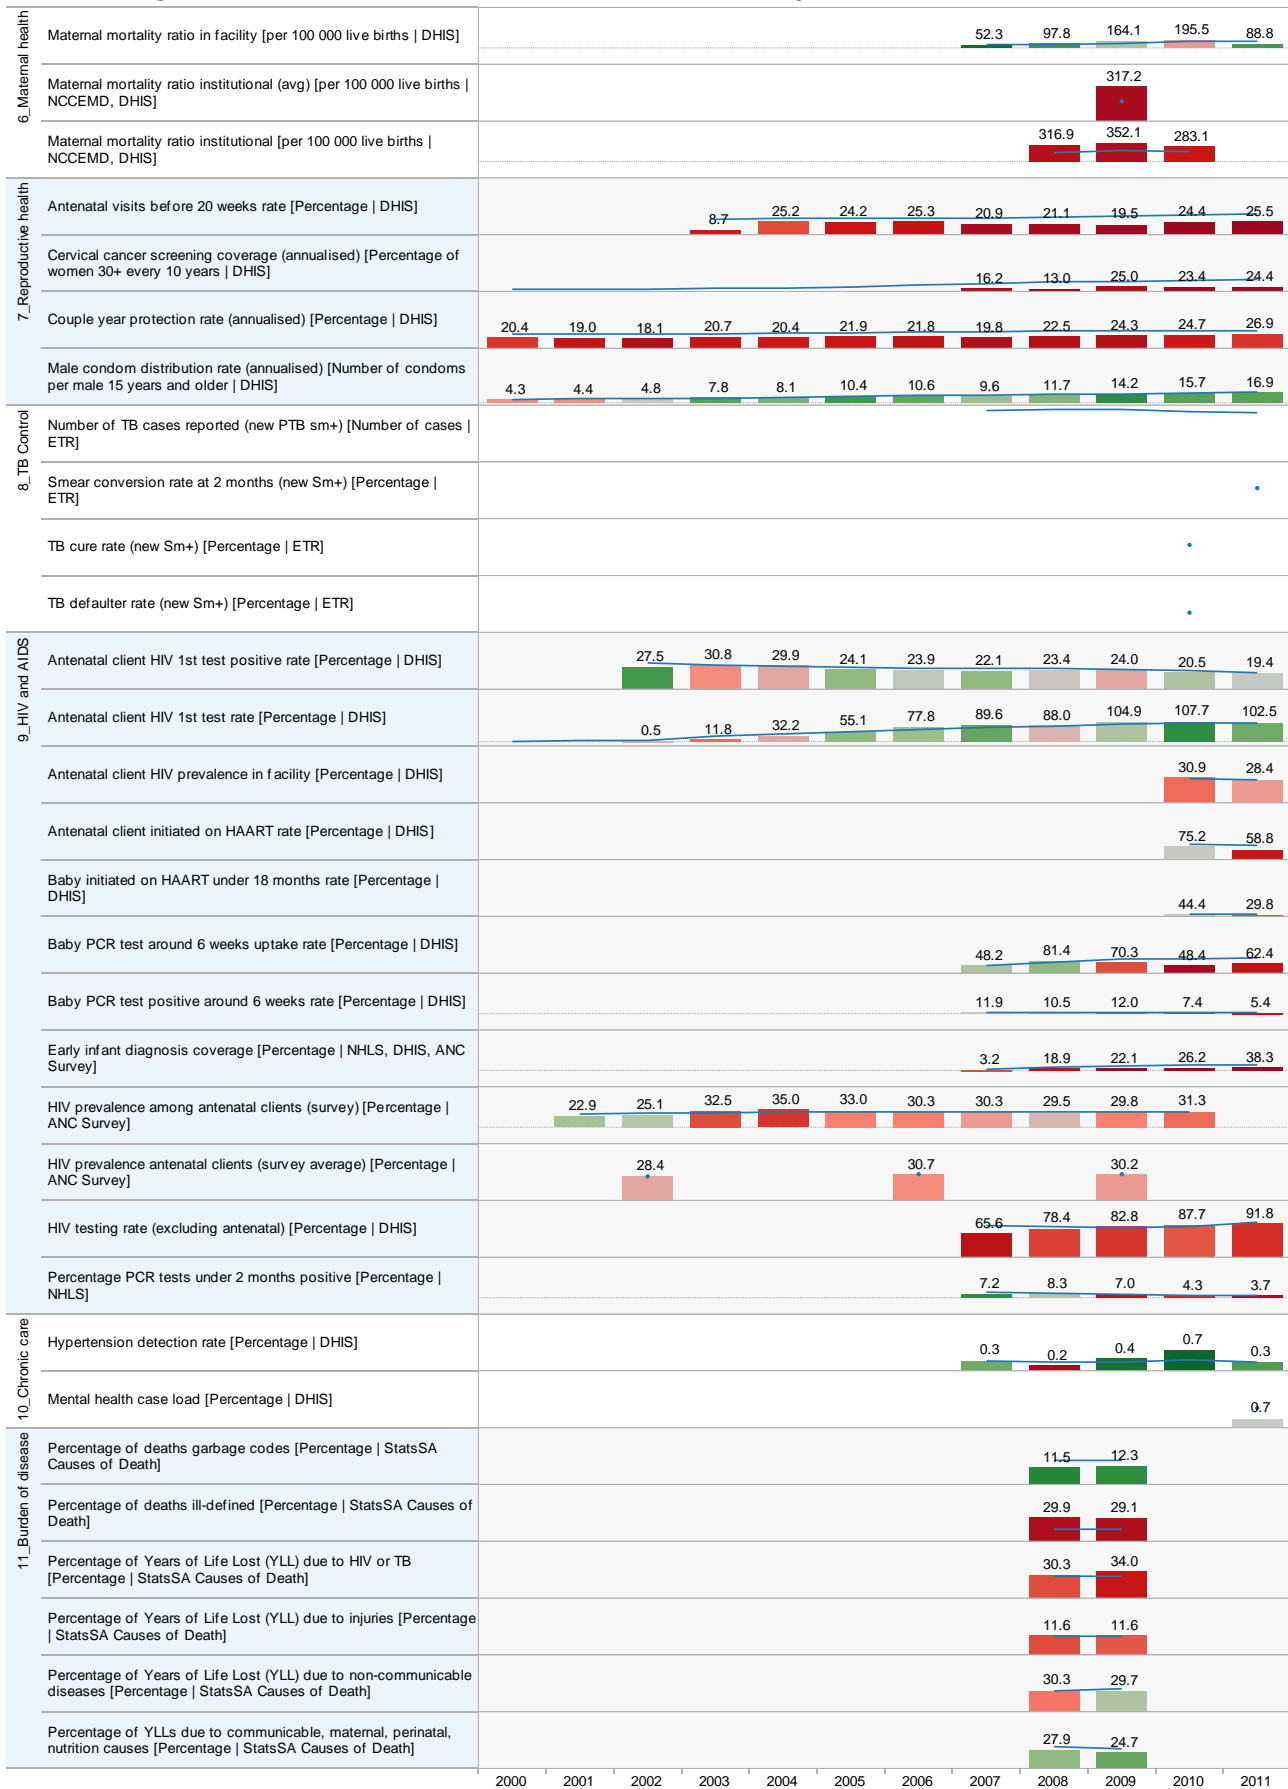 6_Maternal health
Maternal mortality ratio in facility [per 100 000 live births | DHIS]
52.3 97.8 164.1 195.5 88.8
Maternal mortality ratio institutional (avg) [per 100 000 live births |
NCCEMD, DHIS]
317.2
Maternal mortality ratio institutional [per 100 000 live births |
NCCEMD, DHIS]
316.9 352.1 283.1
7_Reproductive health
Antenatal visits before 20 weeks rate [Percentage | DHIS]
8.7 25.2 24.2 25.3 20.9 21.1 19.5 24.4 25.5
Cervical cancer screening coverage (annualised) [Percentage of
women 30+ every 10 years | DHIS]
16.2 13.0 25.0 23.4 24.4
Couple year protection rate (annualised) [Percentage | DHIS]
20.4 19.0 18.1 20.7 20.4 21.9 21.8 19.8 22.5 24.3 24.7 26.9
Male condom distribution rate (annualised) [Number of condoms
per male 15 years and older | DHIS]
4.3 4.4 4.8 7.8 8.1 10.4 10.6 9.6 11.7 14.2 15.7 16.9
8_TB Control
Number of TB cases reported (new PTB sm+) [Number of cases |
ETR]
Smear conversion rate at 2 months (new Sm+) [Percentage |
ETR]
TB cure rate (new Sm+) [Percentage | ETR]
TB defaulter rate (new Sm+) [Percentage | ETR]
9_HIV and AIDS
Antenatal client HIV 1st test positive rate [Percentage | DHIS]
27.5 30.8 29.9 24.1 23.9 22.1 23.4 24.0 20.5 19.4
Antenatal client HIV 1st test rate [Percentage | DHIS]
0.5 11.8 32.2 55.1 77.8 89.6 88.0 104.9 107.7 102.5
Antenatal client HIV prevalence in facility [Percentage | DHIS]
30.9 28.4
Antenatal client initiated on HAART rate [Percentage | DHIS]
75.2 58.8
Baby initiated on HAART under 18 months rate [Percentage |
DHIS]
44.4 29.8
Baby PCR test around 6 weeks uptake rate [Percentage | DHIS]
48.2 81.4 70.3 48.4 62.4
Baby PCR test positive around 6 weeks rate [Percentage | DHIS]
11.9 10.5 12.0 7.4 5.4
Early infant diagnosis coverage [Percentage | NHLS, DHIS, ANC
Survey]
3.2 18.9 22.1 26.2 38.3
HIV prevalence among antenatal clients (survey) [Percentage |
ANC Survey]
22.9 25.1 32.5 35.0 33.0 30.3 30.3 29.5 29.8 31.3
HIV prevalence antenatal clients (survey average) [Percentage |
ANC Survey]
28.4 30.7 30.2
HIV testing rate (excluding antenatal) [Percentage | DHIS]
65.6 78.4 82.8 87.7 91.8
Percentage PCR tests under 2 months positive [Percentage |
NHLS]
7.2 8.3 7.0 4.3 3.7
10_Chronic care
Hypertension detection rate [Percentage | DHIS]
0.3 0.2 0.4 0.7 0.3
Mental health case load [Percentage | DHIS]
0.7
11_Burden of disease
Percentage of deaths garbage codes [Percentage | StatsSA
Causes of Death]
11.5 12.3
Percentage of deaths ill-defined [Percentage | StatsSA Causes of
Death]
29.9 29.1
Percentage of Years of Life Lost (YLL) due to HIV or TB
[Percentage | StatsSA Causes of Death]
30.3 34.0
Percentage of Years of Life Lost (YLL) due to injuries [Percentage
| StatsSA Causes of Death]
11.6 11.6
Percentage of Years of Life Lost (YLL) due to non-communicable
diseases [Percentage | StatsSA Causes of Death]
30.3 29.7
Percentage of YLLs due to communicable, maternal, perinatal,
nutrition causes [Percentage | StatsSA Causes of Death]
27.9 24.7
2000 2001 2002 2003 2004 2005 2006 2007 2008 2009 2010 2011